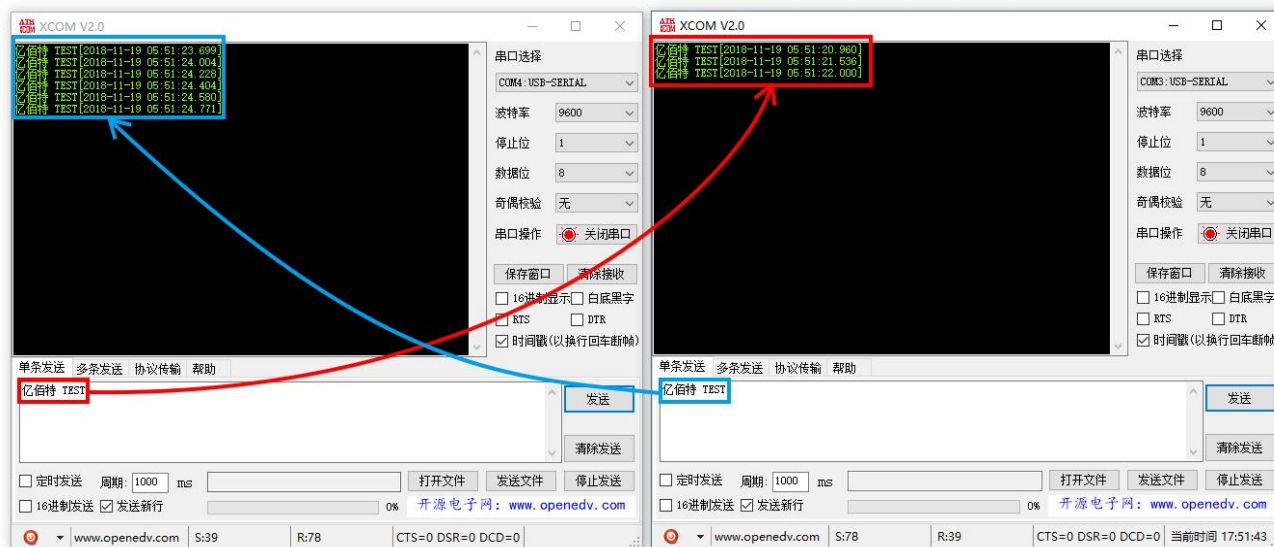 XCOM V2.0
亿佰特 TEST[2018-11-19 05:51:23.699]
亿佰特 TEST[2018-11-19 05:51:24.004]
亿佰特 TEST[2018-11-19 05:51:24.228]
亿佰特 TEST[2018-11-19 05:51:24.404]
亿佰特 TEST[2018-11-19 05:51:24.580]
亿佰特 TEST[2018-11-19 05:51:24.771]
串口选择
COM4:USB-SERIAL
波特率 9600
停止位 1
数据位 8
奇偶校验 无
串口操作 关闭串口
保存窗口 清除接收
16进制显示 白底黑字
RTS DTR
时间戳(以换行回车断帧)
单条发送 多条发送 协议传输 帮助
亿佰特 TEST
发送
清除发送
定时发送 周期: 1000 ms 打开文件 发送文件 停止发送
16进制发送 发送新行 0% 开源电子网: www.openedv.com
www.openedv.com S:39 R:78 CTS=0 DSR=0 DCD=0
XCOM V2.0
亿佰特 TEST[2018-11-19 05:51:20.960]
亿佰特 TEST[2018-11-19 05:51:21.536]
亿佰特 TEST[2018-11-19 05:51:22.000]
串口选择
COM3:USB-SERIAL
波特率 9600
停止位 1
数据位 8
奇偶校验 无
串口操作 关闭串口
保存窗口 清除接收
16进制显示 白底黑字
RTS DTR
时间戳(以换行回车断帧
单条发送 多条发送 协议传输 帮助
亿佰特 TEST
发送
清除发送
定时发送 周期: 1000 ms 打开文件 发送文件 停止发送
16进制发送 发送新行 0% 开源电子网: www.openedv.com
www.openedv.com S:78 R:39 CTS=0 DSR=0 DCD=0 当前时间 17:51:43